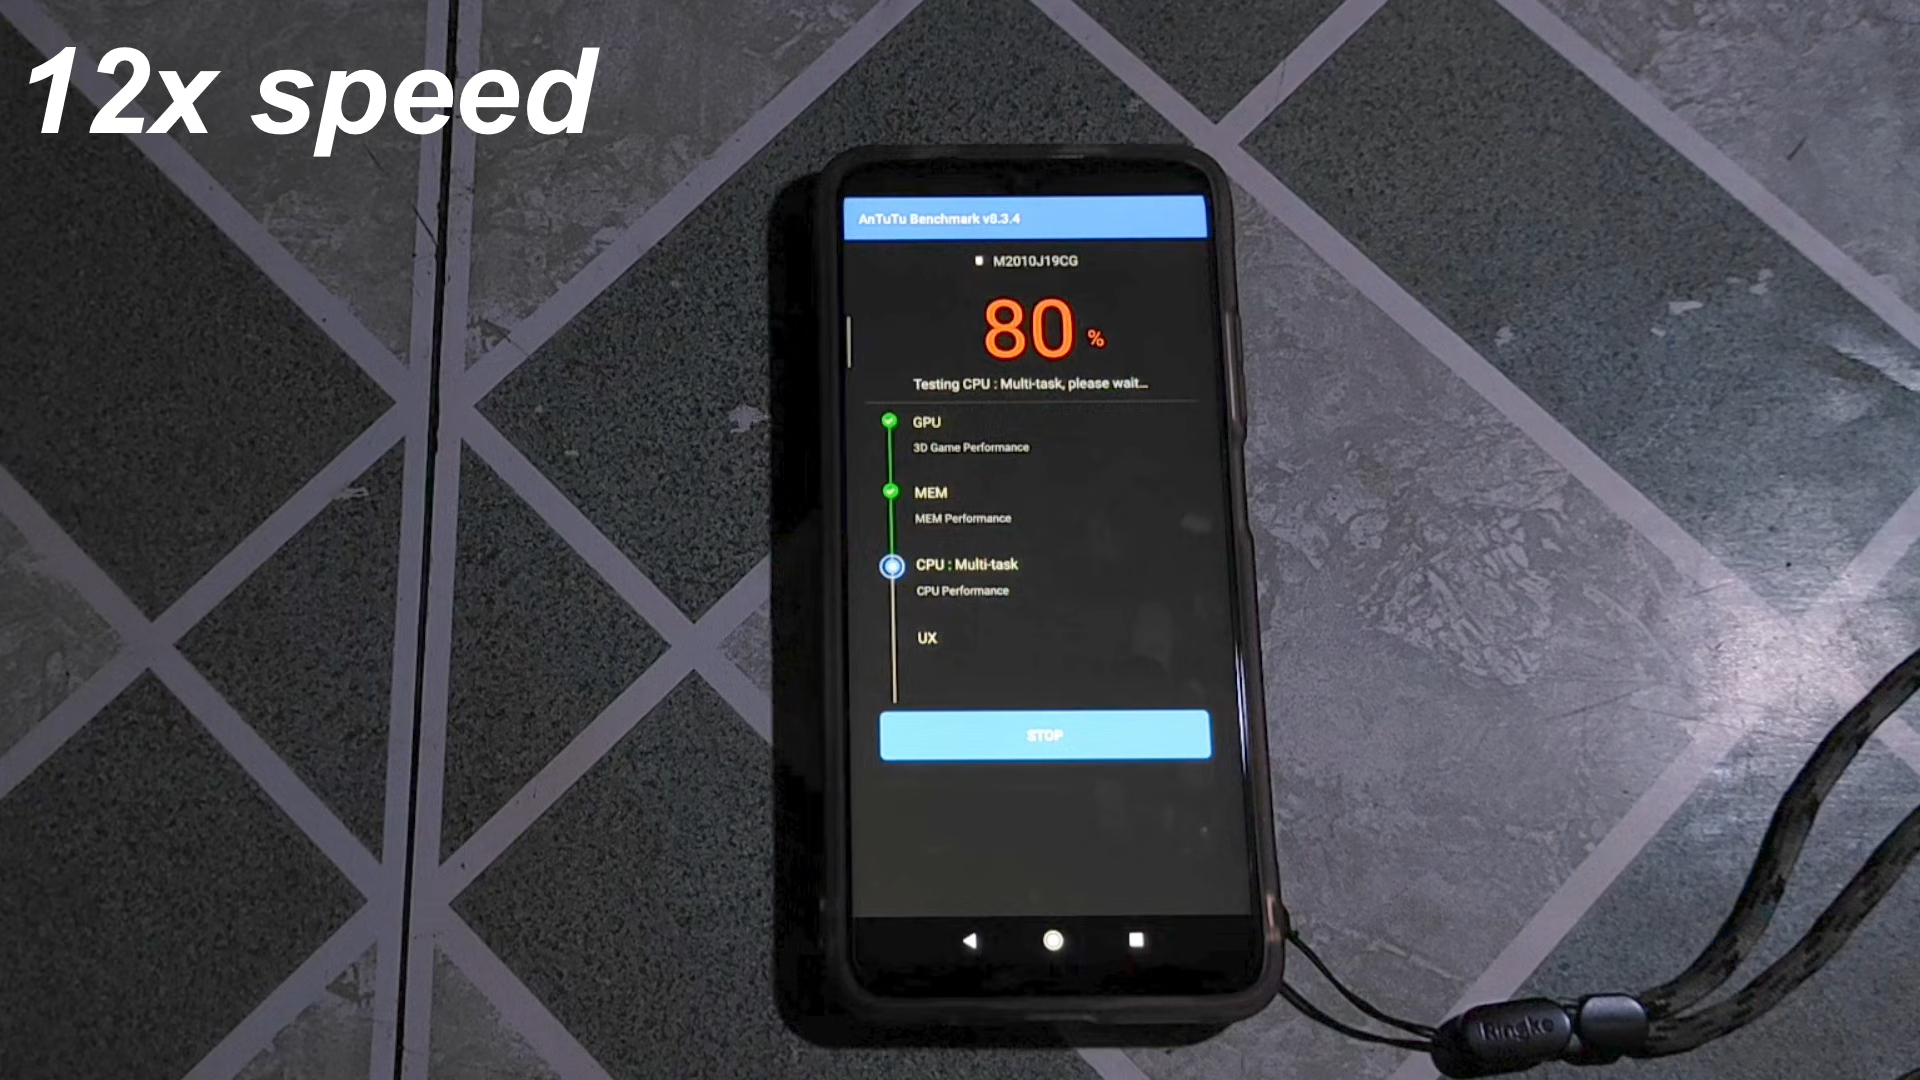 12x speed
AnTuTu Benchmark v8.3.4
M2010J19CG
80 %
Testing CPU : Multi-task, please wait...
GPU
3D Game Performance
MEM
MEM Performance
CPU : Multi-task
CPU Performance
UX
STOP
Ringke